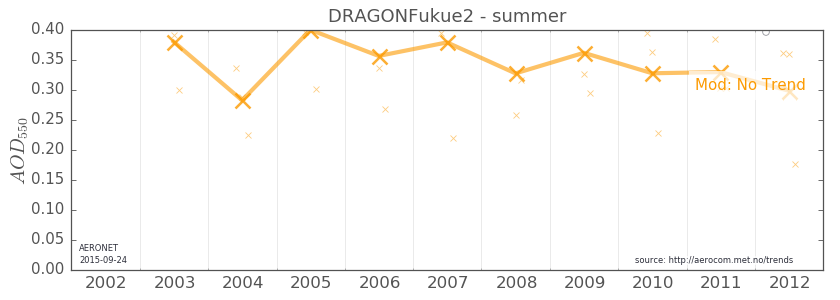 DRAGONFukue2 - summer
0.40
0.35
0.30
0.25
0.20
0.15
0.10
0.05
0.00
AOD550
Mod: No Trend
AERONET
2015-09-24
source: http://aerocom.met.no/trends
2002 2003 2004 2005 2006 2007 2008 2009 2010 2011 2012